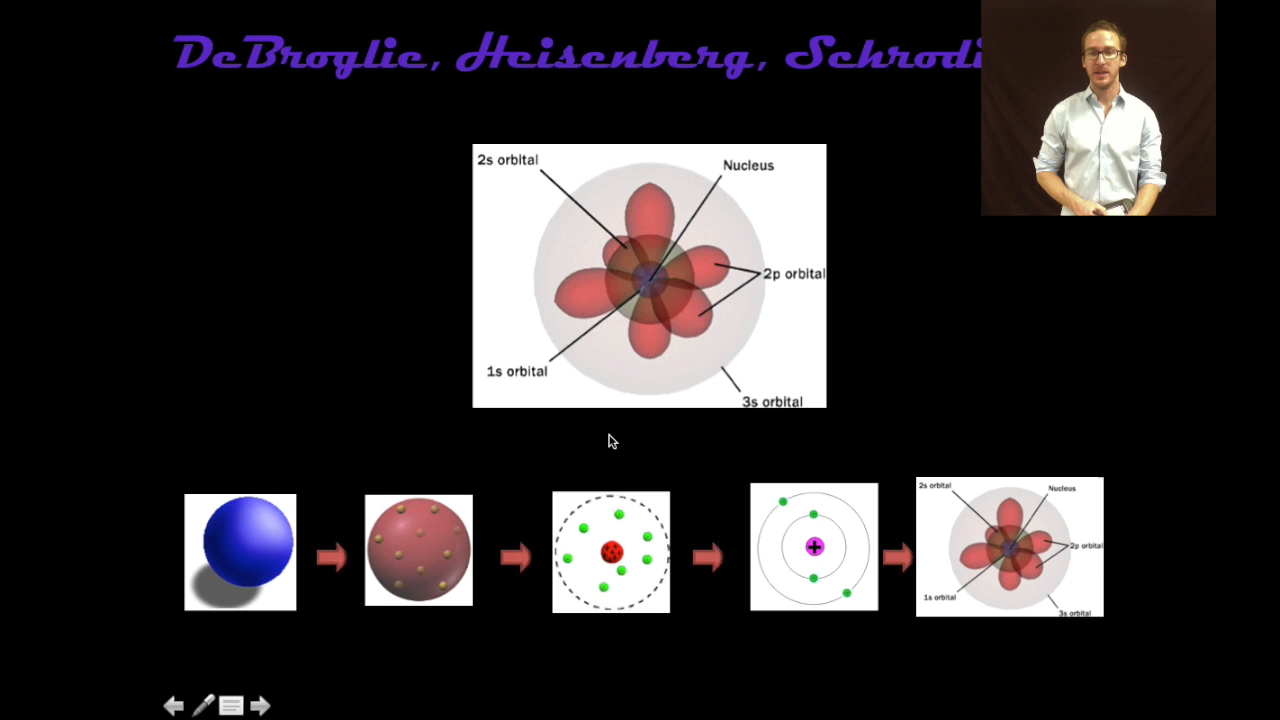 DeBroglie, Heisenberg, Schrodi
2s orbital
Nucleus
2p orbital
1s orbital
3s orbital
+
2s orbital
Nucleus
2p orbital
1s orbital
3s orbital